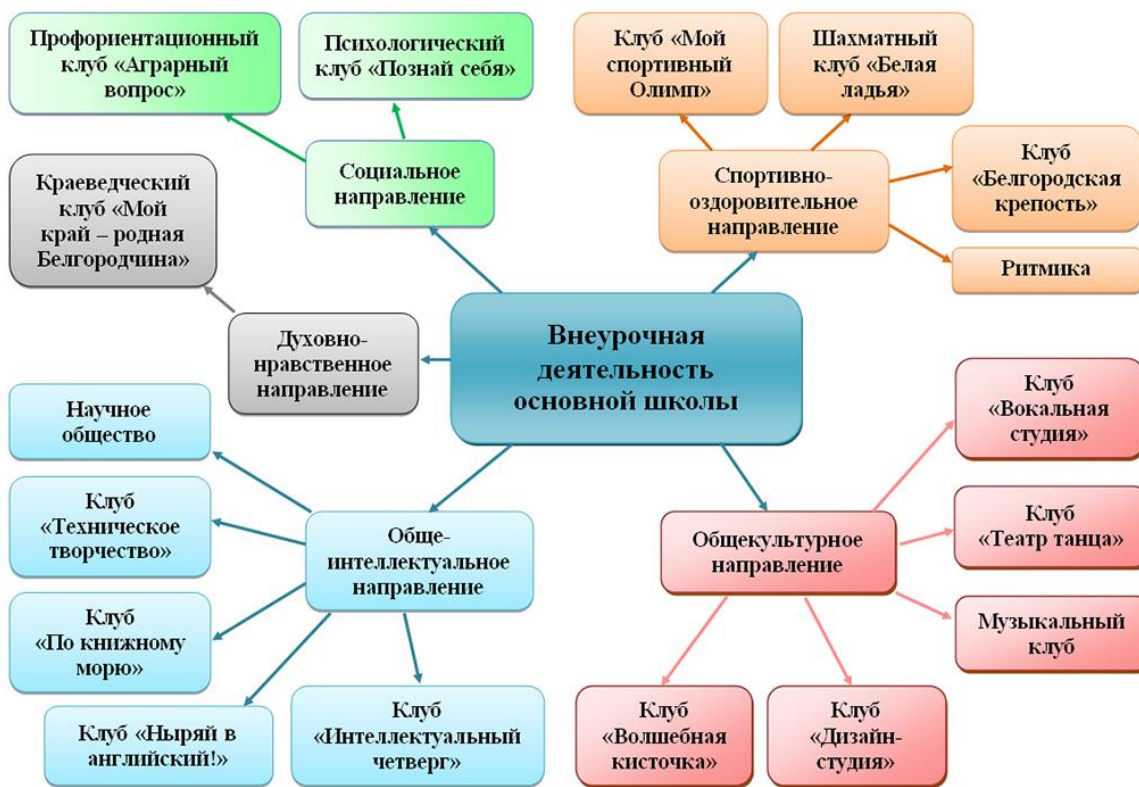 Профориентационный
клуб «Аграрный
вопрос»
Психологический
клуб «Познай себя»
Клуб «Мой
спортивный
Олимп»
Шахматный
клуб «Белая
ладья»
Социальное
направление
Спортивно-
оздоровительное
направление
Клуб
«Белгородская
крепость»
Ритмика
Краеведческий
клуб «Мой
край – родная
Белгородчина»
Духовно-
нравственное
направление
Внеурочная
деятельность
основной школы
Научное
общество
Клуб
«Техническое
творчество»
Клуб
«По книжному
морю»
Клуб «Ныряй в
английский!»
Клуб
«Интеллектуальный
четверг»
Обще-
интеллектуальное
направление
Общекультурное
направление
Клуб
«Вокальная
студия»
Клуб
«Театр танца»
Музыкальный
клуб
Клуб
«Волшебная
кисточка»
Клуб
«Дизайн-
студия»